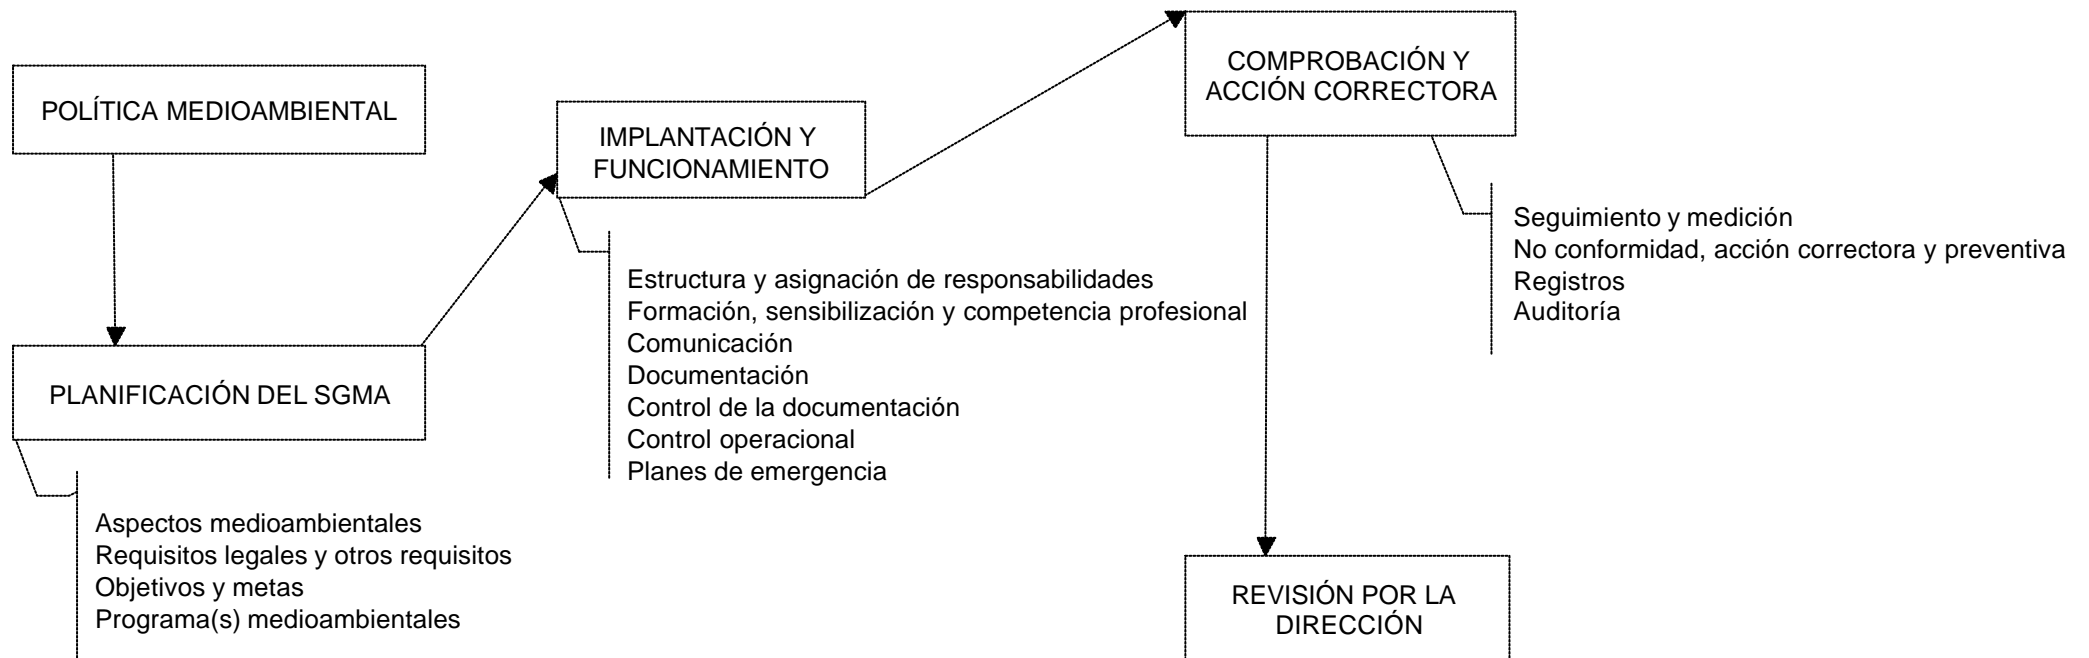 POLÍTICA MEDIOAMBIENTAL
PLANIFICACIÓN DEL SGMA
Aspectos medioambientales
Requisitos legales y otros requisitos
Objetivos y metas
Programa(s) medioambientales
IMPLANTACIÓN Y
FUNCIONAMIENTO
Estructura y asignación de responsabilidades
Formación, sensibilización y competencia profesional
Comunicación
Documentación
Control de la documentación
Control operacional
Planes de emergencia
COMPROBACIÓN Y
ACCIÓN CORRECTORA
Seguimiento y medición
No conformidad, acción correctora y preventiva
Registros
Auditoría
REVISIÓN POR LA
DIRECCIÓN